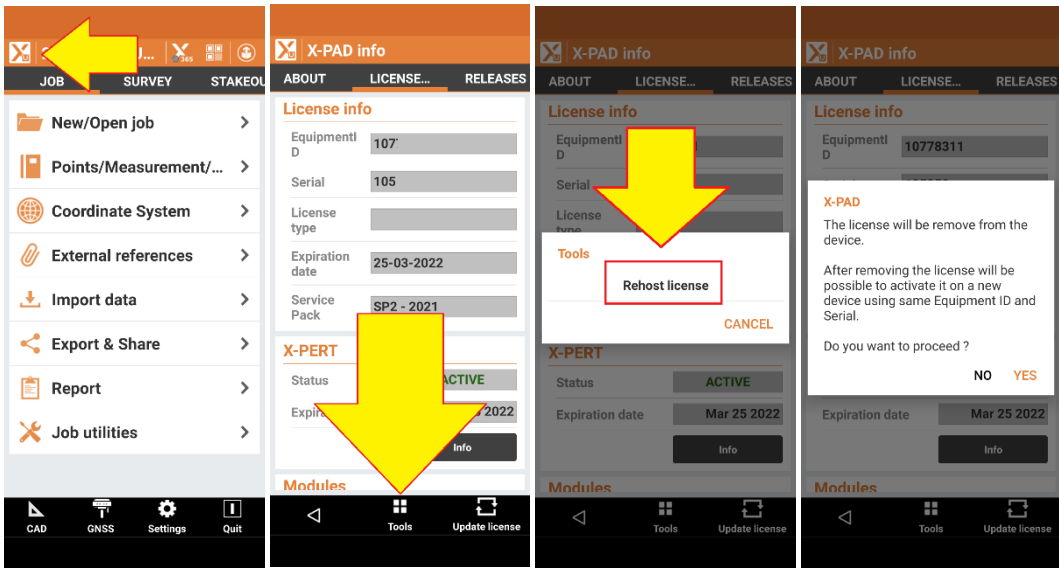 J...
365
JOB SURVEY STAKEOU
New/Open job
Points/Measurement/...
Coordinate System
External references
Import data
Export & Share
Report
Job utilities
CAD GNSS Settings Quit
X-PAD info
ABOUT LICENSE... RELEASES
License info
EquipmentI
D
107
Serial
105
License
type
Expiration
date
25-03-2022
Service
Pack
SP2 - 2021
X-PERT
Status
2022
Info
Modules
Tools Update license
X-PAD info
ABOUT LICENSE... RELEASES
License info
EquipmentI
D
Serial
License
type
Tools
Rehost license
CANCEL
X-PERT
Status ACTIVE
Expiration date Mar 25 2022
Info
Modules
Tools Update license
X-PAD info
ABOUT LICENSE... RELEASES
License info
EquipmentI
D
10778311
X-PAD
The license will be remove from the
device.
After removing the license will be
possible to activate it on a new
device using same Equipment ID and
Serial.
Do you want to proceed ?
NO YES
Expiration date Mar 25 2022
Info
Modules
Tools Update license